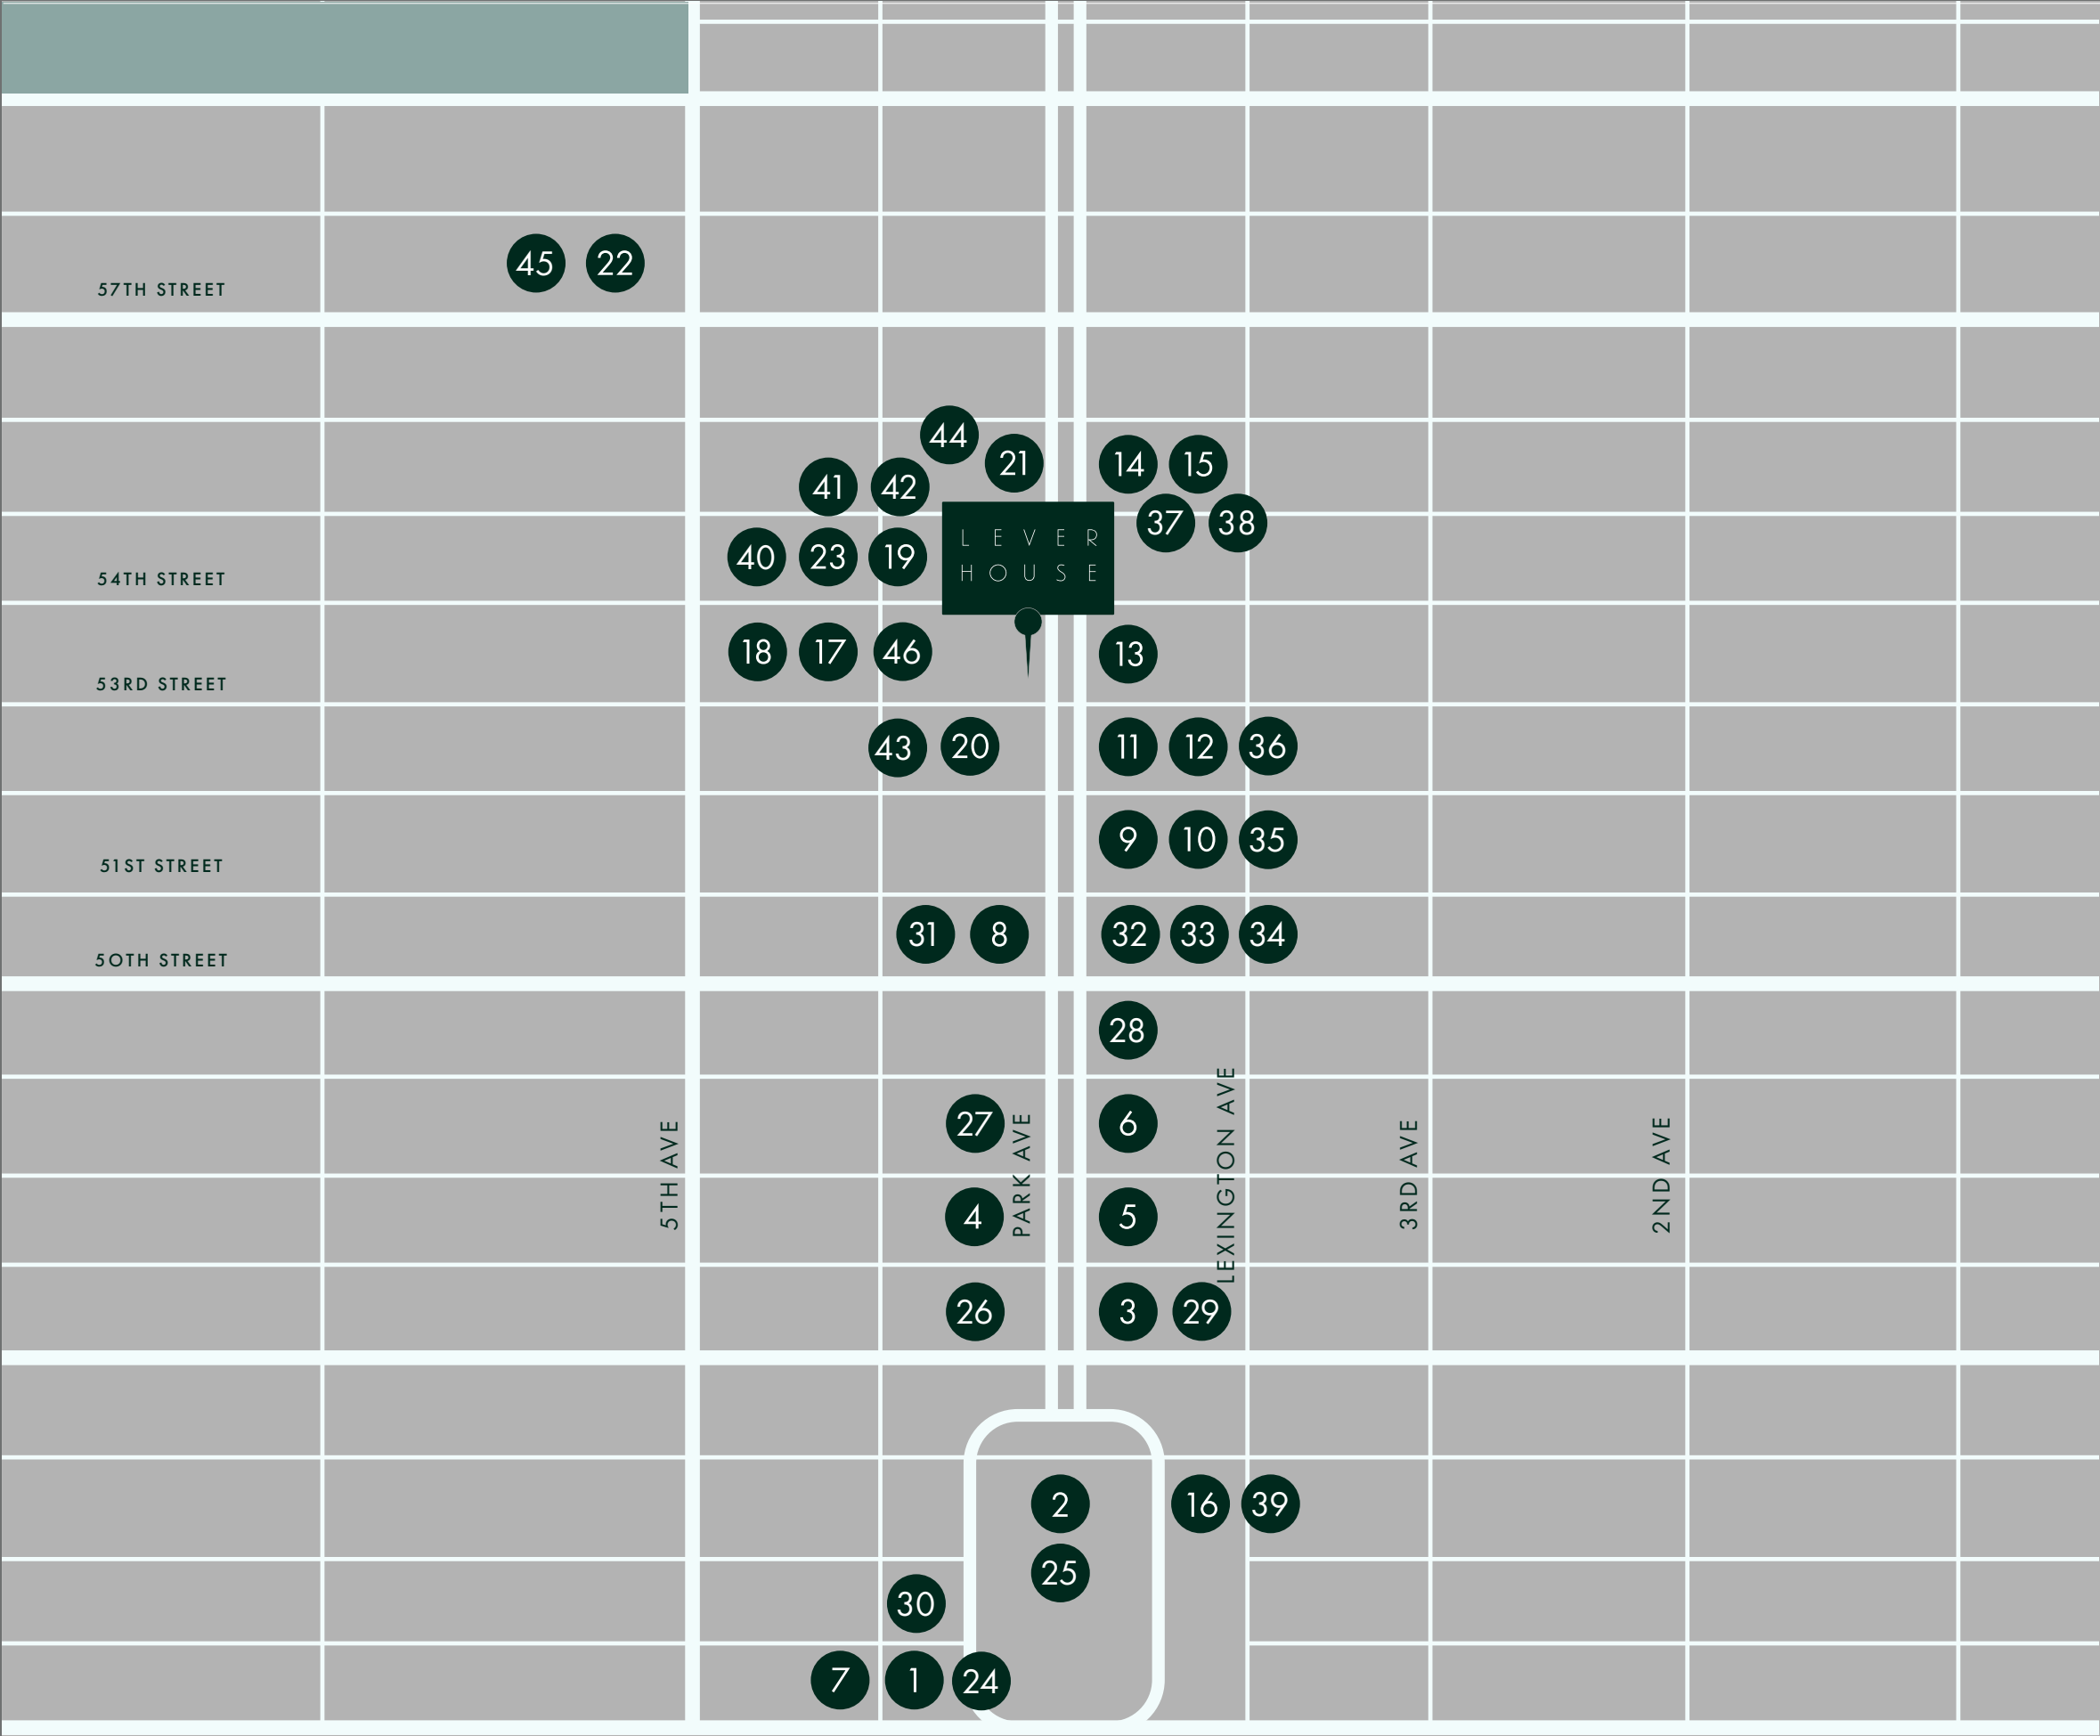 45 22
57TH STREET
44
21 14 15
41 42
37 38
LEVER
HOUSE
40 23 19
54TH STREET
18 17 46 13
53RD STREET
43 20 11 12 36
9 10 35
51ST STREET
31 8 32 33 34
5OTH STREET
28
27 6
5TH AVE
PARK AVE
LEXINGTON AVE
3RD AVE
2ND AVE
4 5
26 3 29
2 16 39
25
30
7 1 24